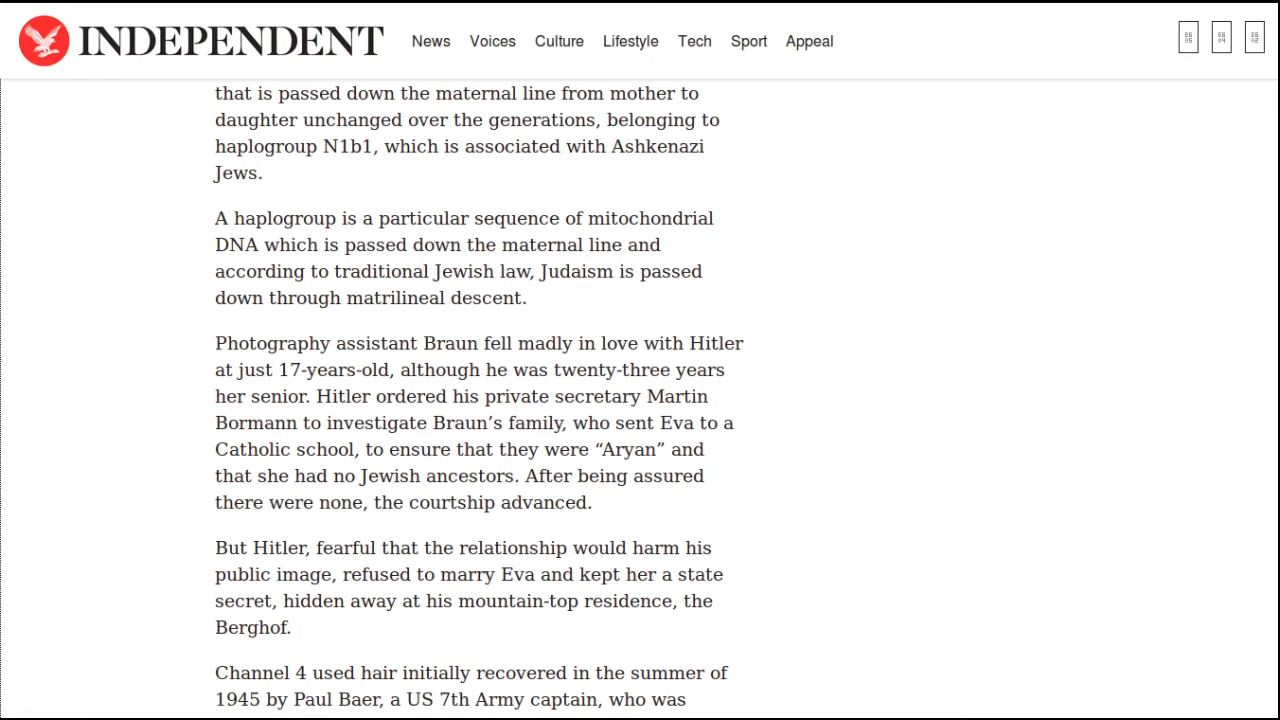 INDEPENDENT News Voices Culture Lifestyle Tech Sport Appeal
that is passed down the maternal line from mother to
daughter unchanged over the generations, belonging to
haplogroup N1b1, which is associated with Ashkenazi
Jews.
A haplogroup is a particular sequence of mitochondrial
DNA which is passed down the maternal line and
according to traditional Jewish law, Judaism is passed
down through matrilineal descent.
Photography assistant Braun fell madly in love with Hitler
at just 17-years-old, although he was twenty-three years
her senior. Hitler ordered his private secretary Martin
Bormann to investigate Braun’s family, who sent Eva to a
Catholic school, to ensure that they were “Aryan” and
that she had no Jewish ancestors. After being assured
there were none, the courtship advanced.
But Hitler, fearful that the relationship would harm his
public image, refused to marry Eva and kept her a state
secret, hidden away at his mountain-top residence, the
Berghof.
Channel 4 used hair initially recovered in the summer of
1945 by Paul Baer, a US 7th Army captain, who was